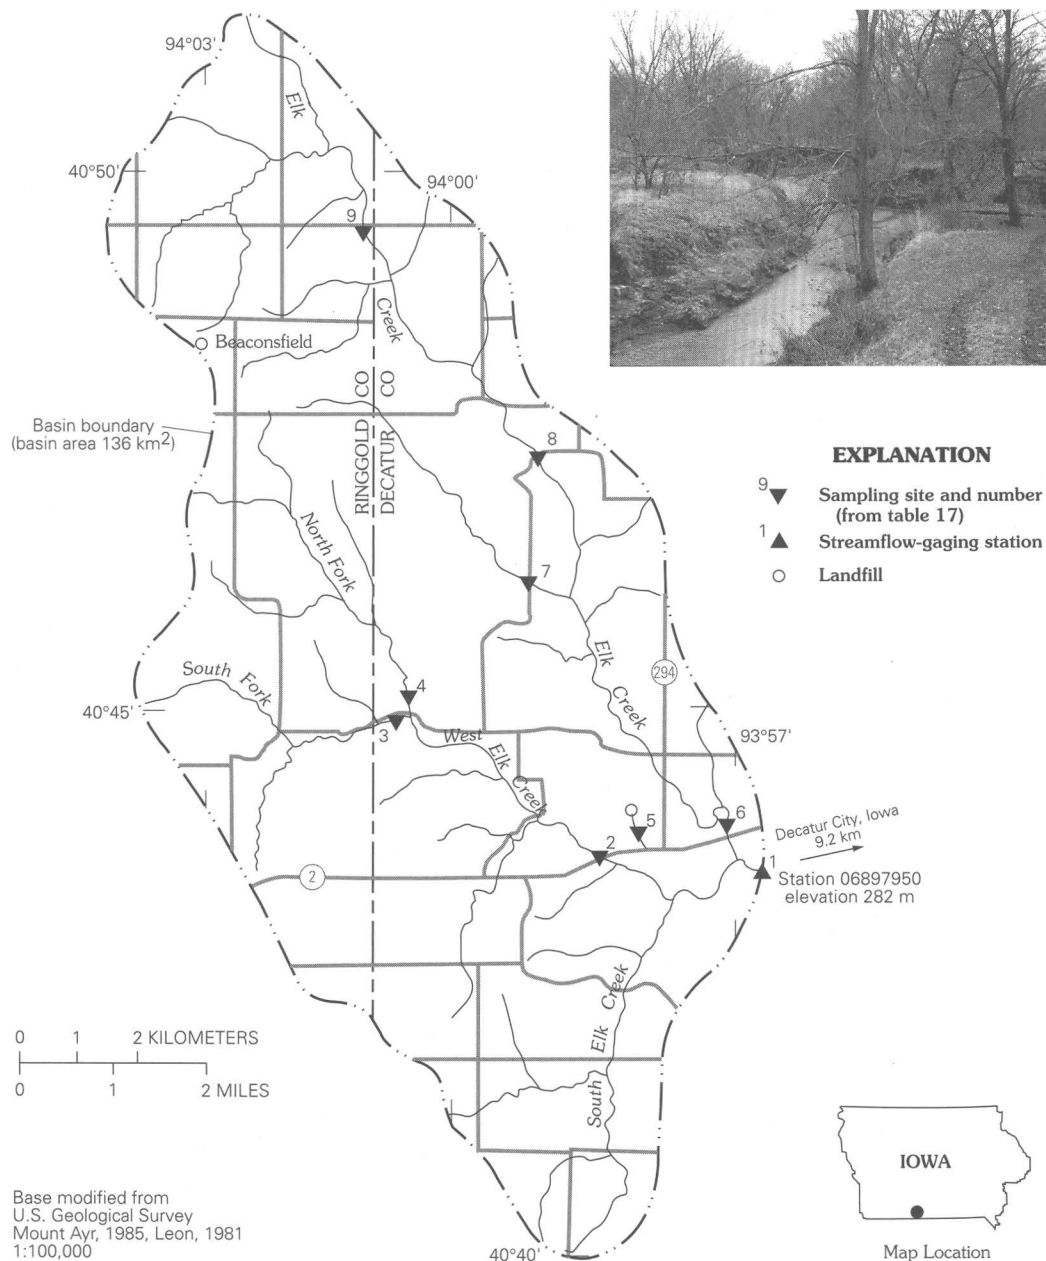 94°03'
Elk
40°50'
94°00'
9
Creek
Beaconsfield
Basin boundary
(basin area 136 km2)
RINGGOLD CO
DECATUR CO
8
EXPLANATION
9
Sampling site and number
(from table 17)
1
Streamflow-gaging station
Landfill
North Fork
7
Elk
Creek
294
South Fork
4
40°45'
3
West
Elk
Creek
93°57'
5
6
2
Decatur City, Iowa
9.2 km
1
Station 06897950
elevation 282 m
2
South Elk Creek
0 1 2 KILOMETERS
0 1 2 MILES
IOWA
Map Location
Base modified from
U.S. Geological Survey
Mount Ayr, 1985, Leon, 1981
1:100,000
40°40'